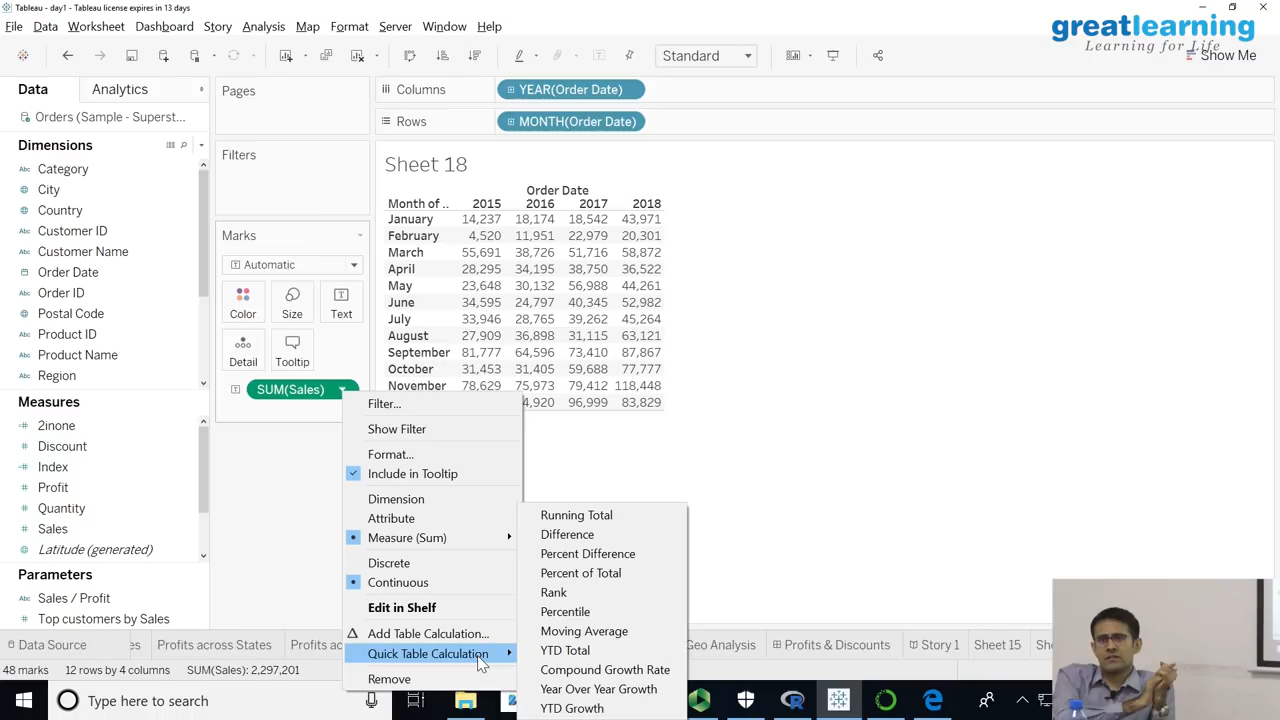 Tableau - day1 - Tableau license expires in 13 days
File Data Worksheet Dashboard Story Analysis Map Format Server Window Help
greatlearning
Learning for Life
Standard
Show Me
Data Analytics
Pages
Columns YEAR(Order Date)
Orders (Sample - Superst...
Rows MONTH(Order Date)
Dimensions
Filters
Sheet 18
Abc Category
City
Country
Abc Customer ID
Abc Customer Name
Order Date
Abc Order ID
Postal Code
Abc Product ID
Abc Product Name
Abc Region
Measures
2inone
Discount
Index
Profit
Quantity
Sales
Latitude (generated)
Parameters
Sales / Profit
Top customers by Sales
Marks
Automatic
Color Size Text
Detail Tooltip
SUM(Sales)
Order Date
Month of .. 2015 2016 2017 2018
January 14,237 18,174 18,542 43,971
February 4,520 11,951 22,979 20,301
March 55,691 38,726 51,716 58,872
April 28,295 34,195 38,750 36,522
May 23,648 30,132 56,988 44,261
June 34,595 24,797 40,345 52,982
July 33,946 28,765 39,262 45,264
August 27,909 36,898 31,115 63,121
September 81,777 64,596 73,410 87,867
October 31,453 31,405 59,688 77,777
November 78,629 75,973 79,412 118,448
4,920 96,999 83,829
Filter...
Show Filter
Format...
Include in Tooltip
Dimension
Attribute
Measure (Sum)
Discrete
Continuous
Edit in Shelf
Add Table Calculation...
Quick Table Calculation
Remove
Running Total
Difference
Percent Difference
Percent of Total
Rank
Percentile
Moving Average
YTD Total
Compound Growth Rate
Year Over Year Growth
YTD Growth
Data Source es Profits across States Profits ac Geo Analysis Profits & Discounts Story 1 Sheet 15
48 marks 12 rows by 4 columns SUM(Sales): 2,297,201
Type here to search